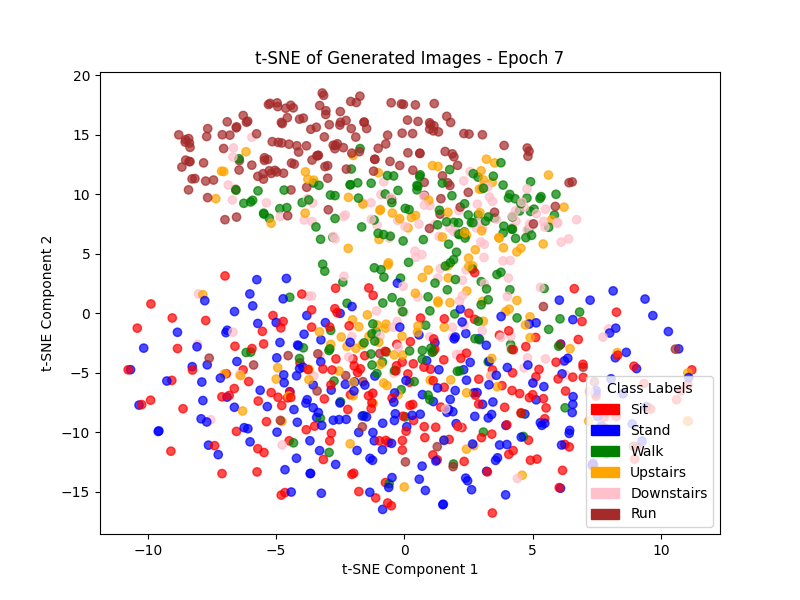 t-SNE of Generated Images - Epoch 7
t-SNE Component 2
20
15
10
5
0
−5
−10
−15
−10
−5
0
5
10
t-SNE Component 1
Class Labels
Sit
Stand
Walk
Upstairs
Downstairs
Run